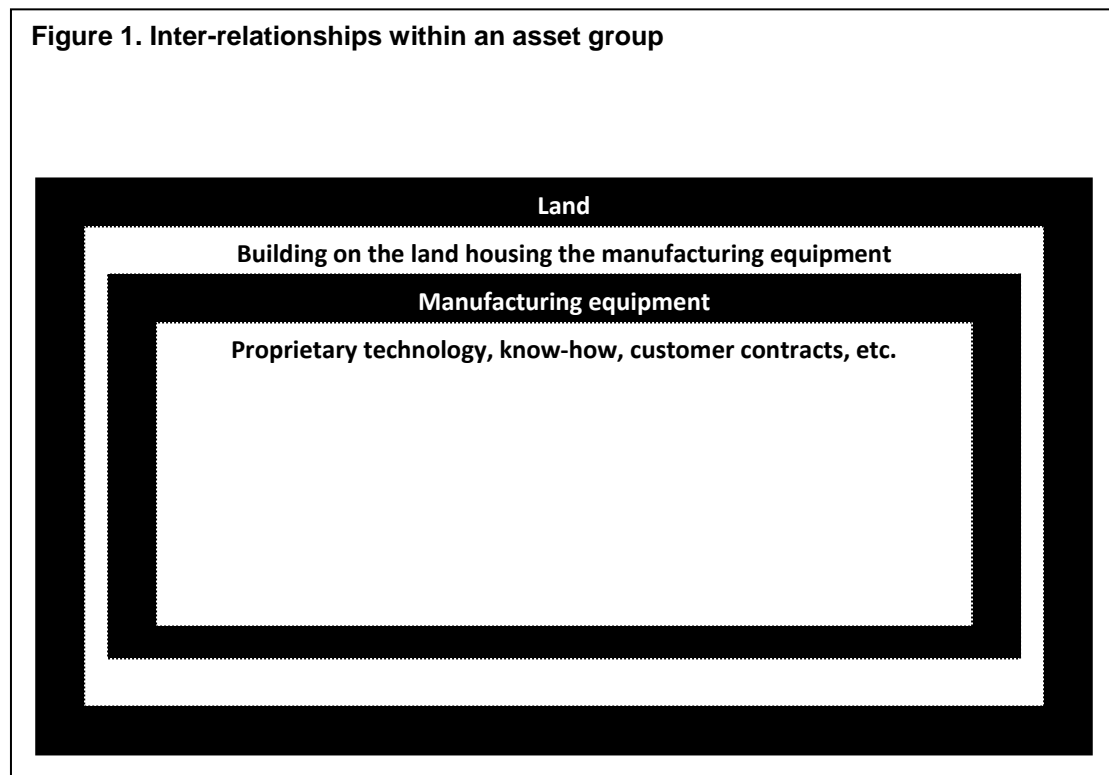 Figure 1. Inter-relationships within an asset group
Land
Building on the land housing the manufacturing equipment
Manufacturing equipment
Proprietary technology, know-how, customer contracts, etc.